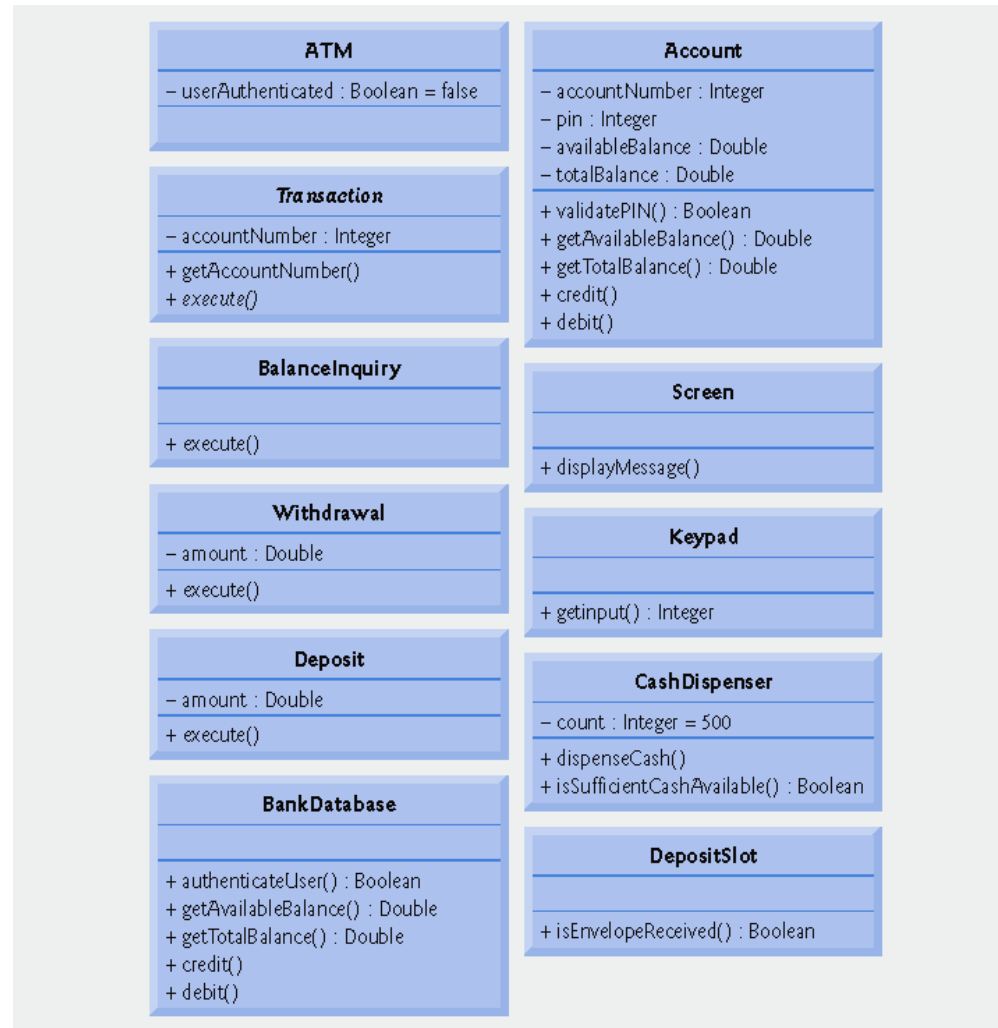 ATM
– userAuthenticated : Boolean = false
Transaction
– accountNumber : Integer
+ getAccountNumber()
+ execute()
BalanceInquiry
+ execute()
Withdrawal
– amount : Double
+ execute()
Deposit
– amount : Double
+ execute()
BankDatabase
+ authenticateUser() : Boolean
+ getAvailableBalance() : Double
+ getTotalBalance() : Double
+ credit()
+ debit()
Account
– accountNumber : Integer
– pin : Integer
– availableBalance : Double
– totalBalance : Double
+ validatePIN() : Boolean
+ getAvailableBalance() : Double
+ getTotalBalance() : Double
+ credit()
+ debit()
Screen
+ displayMessage()
Keypad
+ getinput() : Integer
CashDispenser
– count : Integer = 500
+ dispenseCash()
+ isSufficientCashAvailable() : Boolean
DepositSlot
+ isEnvelopeReceived() : Boolean